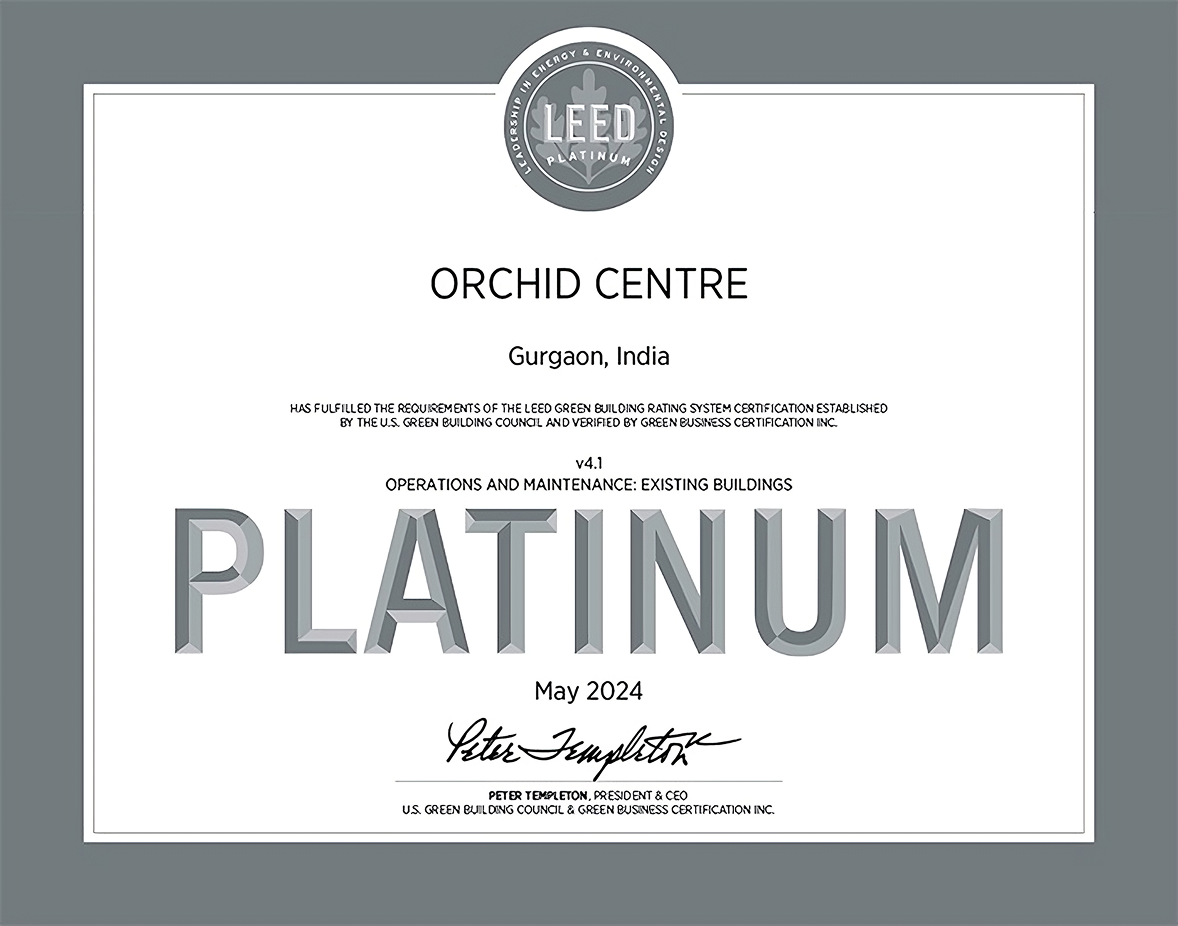 LEADERSHIP IN ENERGY & ENVIRONMENTAL DESIGN
LEED
PLATINUM
ORCHID CENTRE
Gurgaon, India
HAS FULFILLED THE REQUIREMENTS OF THE LEED GREEN BUILDING RATING SYSTEM CERTIFICATION ESTABLISHED
BY THE U.S. GREEN BUILDING COUNCIL AND VERIFIED BY GREEN BUSINESS CERTIFICATION INC.
v4.1
OPERATIONS AND MAINTENANCE: EXISTING BUILDINGS
PLATINUM
May 2024
Peter Templeton
PETER TEMPLETON, PRESIDENT & CEO
U.S. GREEN BUILDING COUNCIL & GREEN BUSINESS CERTIFICATION INC.